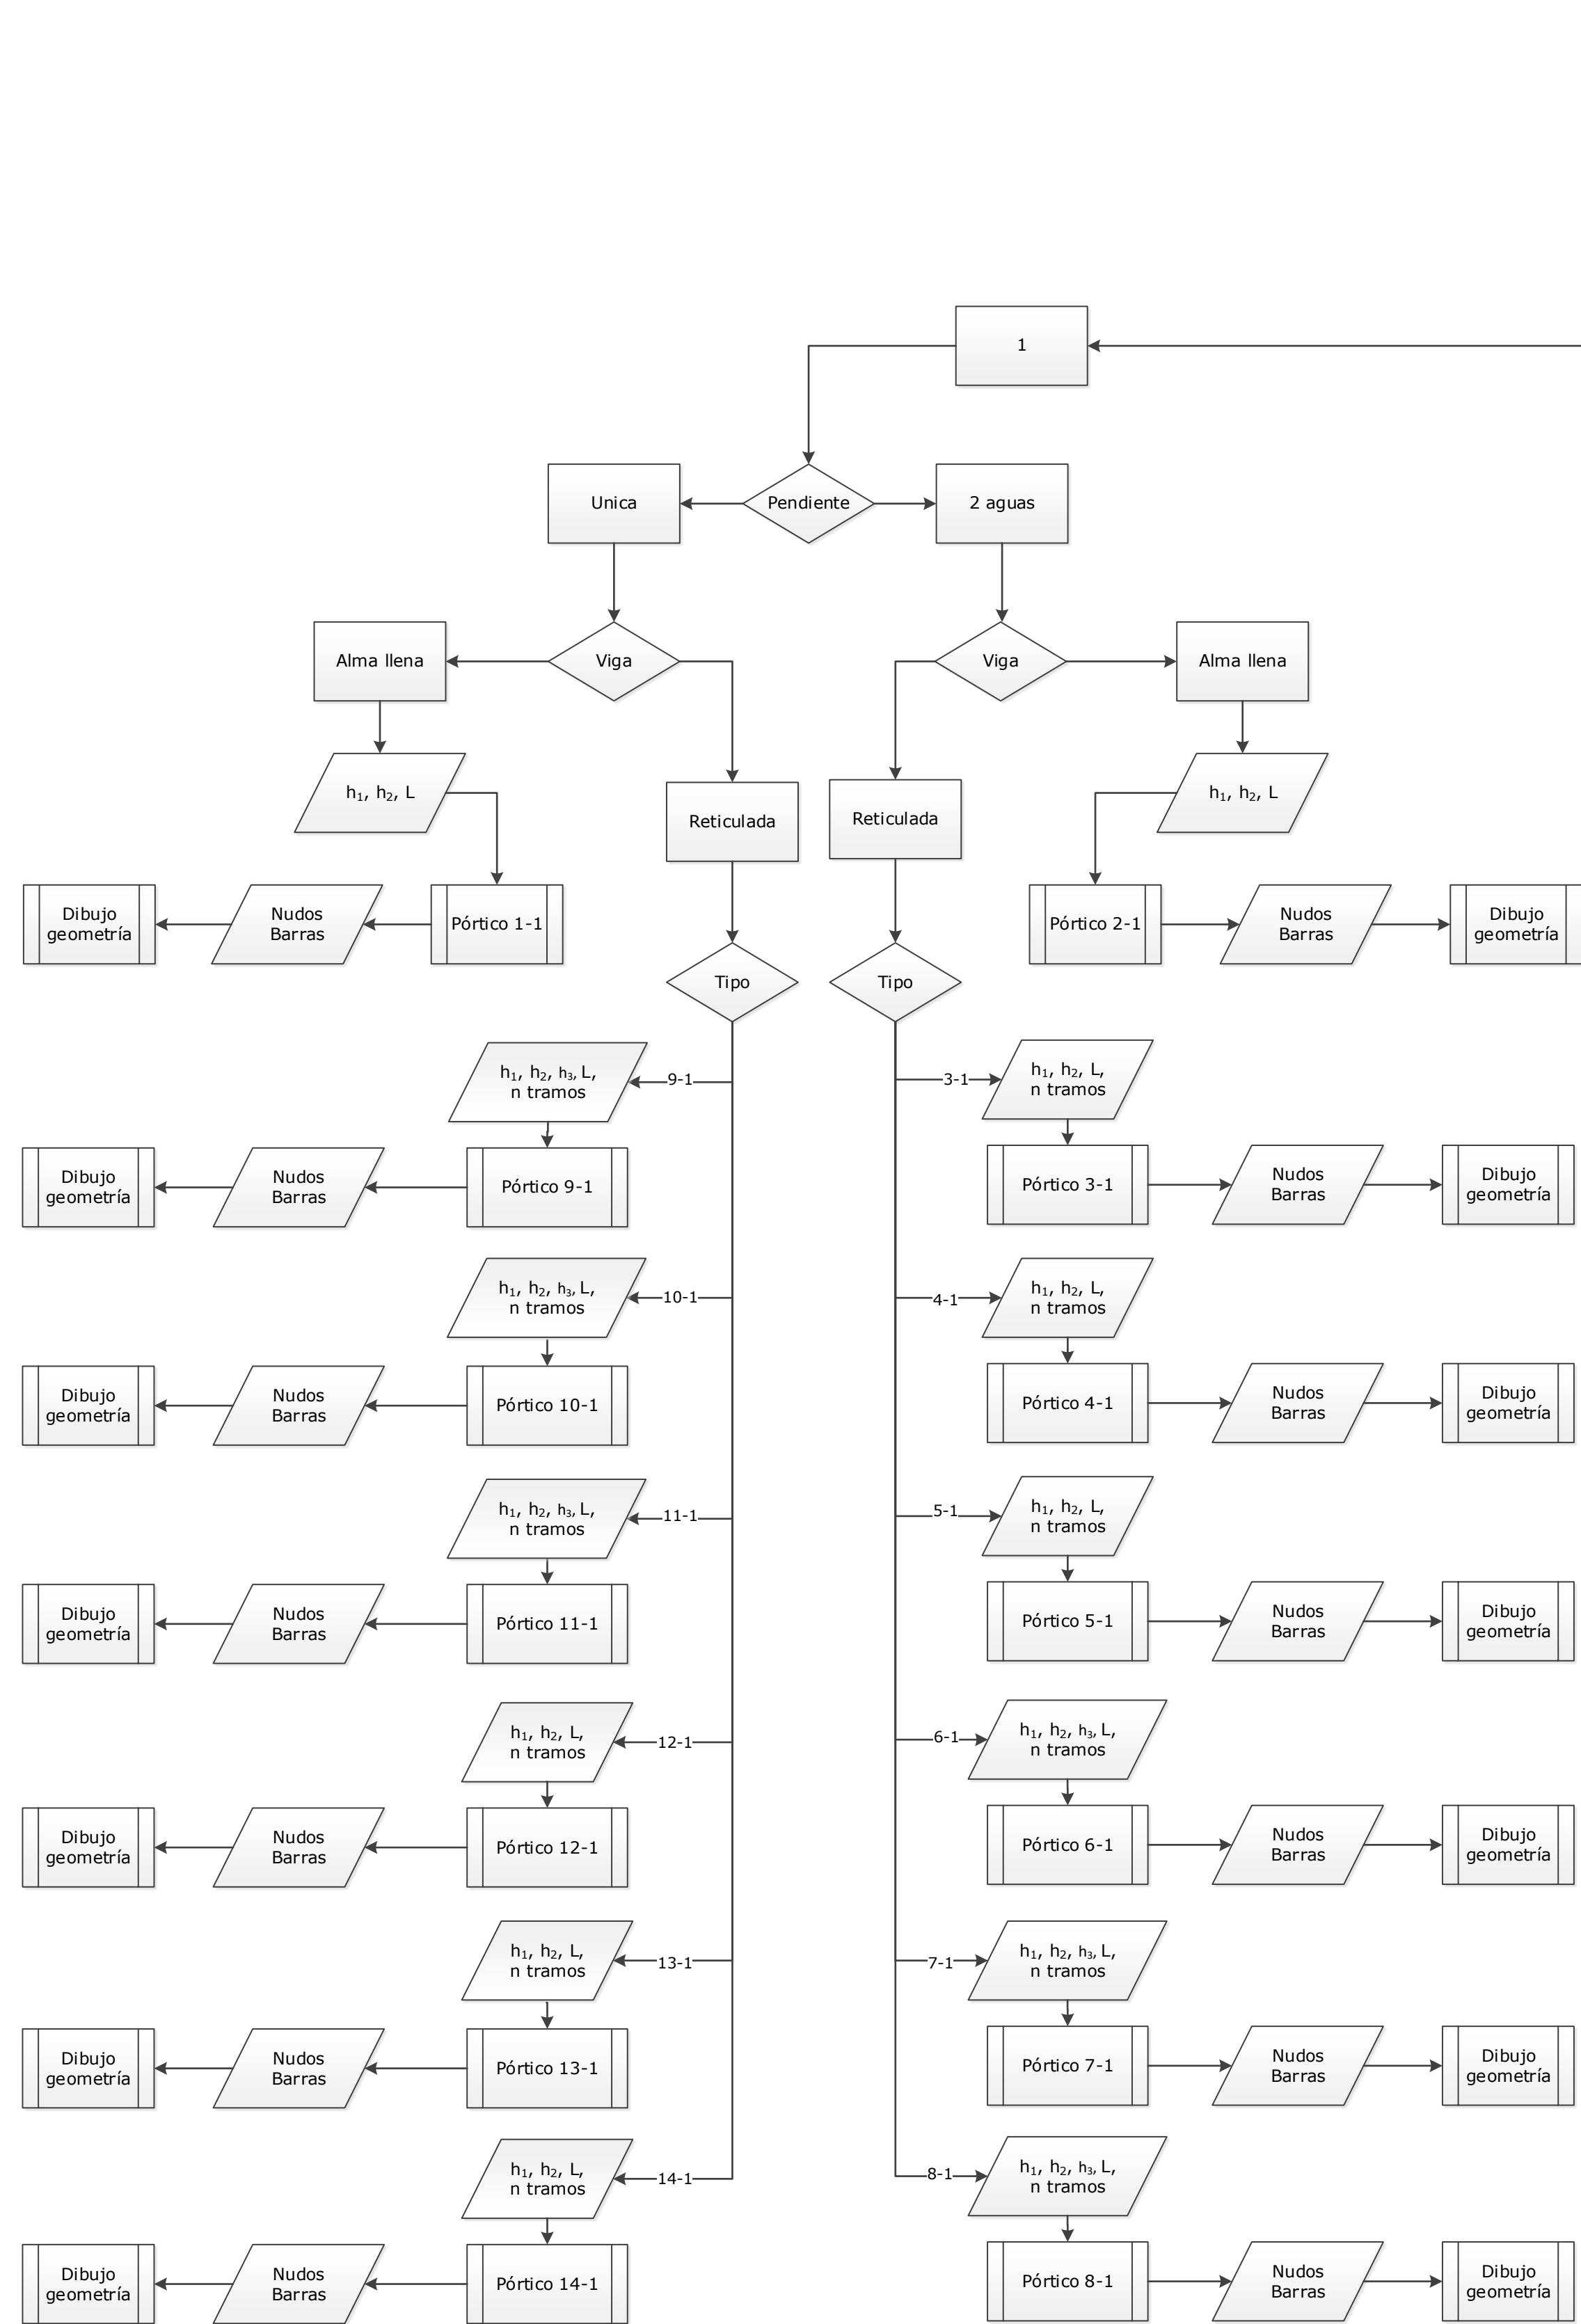 1
Unica
Pendiente
2 aguas
Alma llena
Viga
Viga
Alma llena
h₁, h₂, L
Reticulada
Reticulada
h₁, h₂, L
Dibujo
geometría
Nudos
Barras
Pórtico 1-1
Pórtico 2-1
Nudos
Barras
Dibujo
geometría
Tipo
Tipo
h₁, h₂, h₃, L,
n tramos
9-1
3-1
h₁, h₂, L,
n tramos
Dibujo
geometría
Nudos
Barras
Pórtico 9-1
Pórtico 3-1
Nudos
Barras
Dibujo
geometría
h₁, h₂, h₃, L,
n tramos
10-1
4-1
h₁, h₂, L,
n tramos
Dibujo
geometría
Nudos
Barras
Pórtico 10-1
Pórtico 4-1
Nudos
Barras
Dibujo
geometría
h₁, h₂, h₃, L,
n tramos
11-1
5-1
h₁, h₂, L,
n tramos
Dibujo
geometría
Nudos
Barras
Pórtico 11-1
Pórtico 5-1
Nudos
Barras
Dibujo
geometría
h₁, h₂, L,
n tramos
12-1
6-1
h₁, h₂, h₃, L,
n tramos
Dibujo
geometría
Nudos
Barras
Pórtico 12-1
Pórtico 6-1
Nudos
Barras
Dibujo
geometría
h₁, h₂, L,
n tramos
13-1
7-1
h₁, h₂, h₃, L,
n tramos
Dibujo
geometría
Nudos
Barras
Pórtico 13-1
Pórtico 7-1
Nudos
Barras
Dibujo
geometría
h₁, h₂, L,
n tramos
14-1
8-1
h₁, h₂, h₃, L,
n tramos
Dibujo
geometría
Nudos
Barras
Pórtico 14-1
Pórtico 8-1
Nudos
Barras
Dibujo
geometría